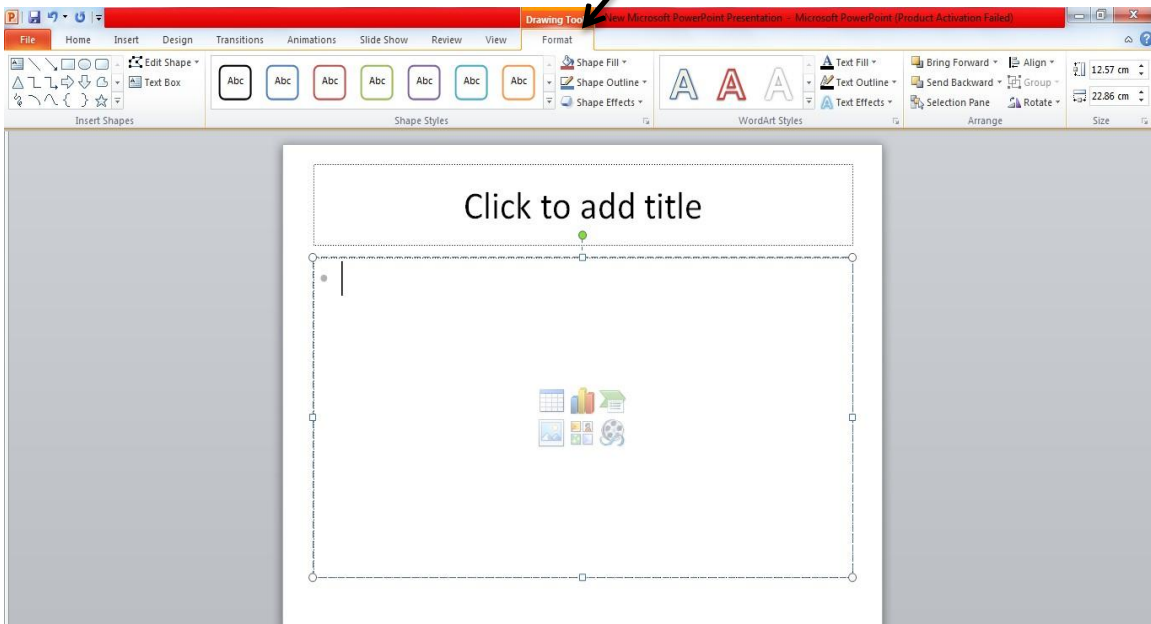 Drawing Tools New Microsoft PowerPoint Presentation - Microsoft PowerPoint (Product Activation Failed)
File Home Insert Design Transitions Animations Slide Show Review View Format
Edit Shape
Text Box
Insert Shapes
Abc Abc Abc Abc Abc Abc Abc
Shape Fill
Shape Outline
Shape Effects
Shape Styles
A A A
Text Fill
Text Outline
Text Effects
WordArt Styles
Bring Forward Align
Send Backward Group
Selection Pane Rotate
Arrange
12.57 cm
22.86 cm
Size
Click to add title